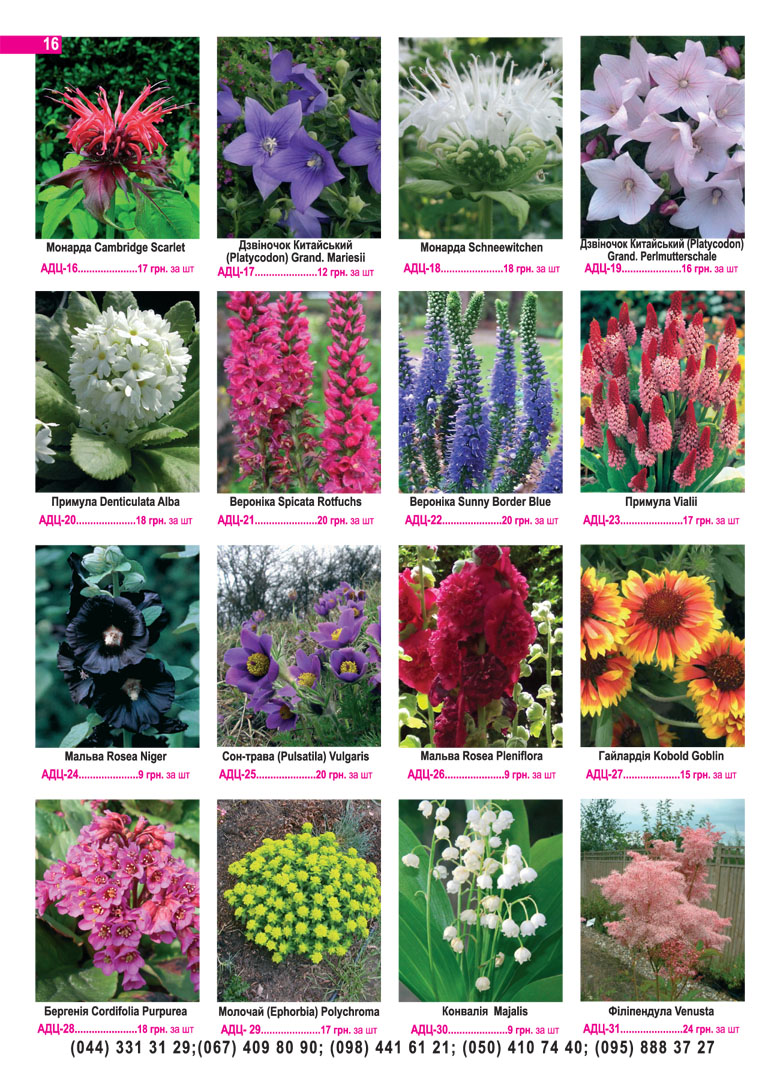 16
Монарда Cambridge Scarlet
АДЦ-16.....................17 грн. за шт
Дзвіночок Китайський
(Platycodon) Grand. Mariesii
АДЦ-17......................12 грн. за шт
Монарда Schneewitchen
АДЦ-18......................18 грн. за шт
Дзвіночок Китайський (Platycodon)
Grand. Perlmutterschale
АДЦ-19.....................16 грн. за шт
Примула Denticulata Alba
АДЦ-20.....................18 грн. за шт
Вероніка Spicata Rotfuchs
АДЦ-21......................20 грн. за шт
Вероніка Sunny Border Blue
АДЦ-22.....................20 грн. за шт
Примула Vialii
АДЦ-23......................17 грн. за шт
Мальва Rosea Niger
АДЦ-24.....................9 грн. за шт
Сон-трава (Pulsatila) Vulgaris
АДЦ-25.....................20 грн. за шт
Мальва Rosea Pleniflora
АДЦ-26.....................9 грн. за шт
Гайлардія Kobold Goblin
АДЦ-27....................15 грн. за шт
Бергенія Cordifolia Purpurea
АДЦ-28......................18 грн. за шт
Молочай (Ephorbia) Polychroma
АДЦ- 29.....................17 грн. за шт
Конвалія Majalis
АДЦ-30.....................9 грн. за шт
Філіпендула Venusta
АДЦ-31......................24 грн. за шт
(044) 331 31 29;(067) 409 80 90; (098) 441 61 21; (050) 410 74 40; (095) 888 37 27